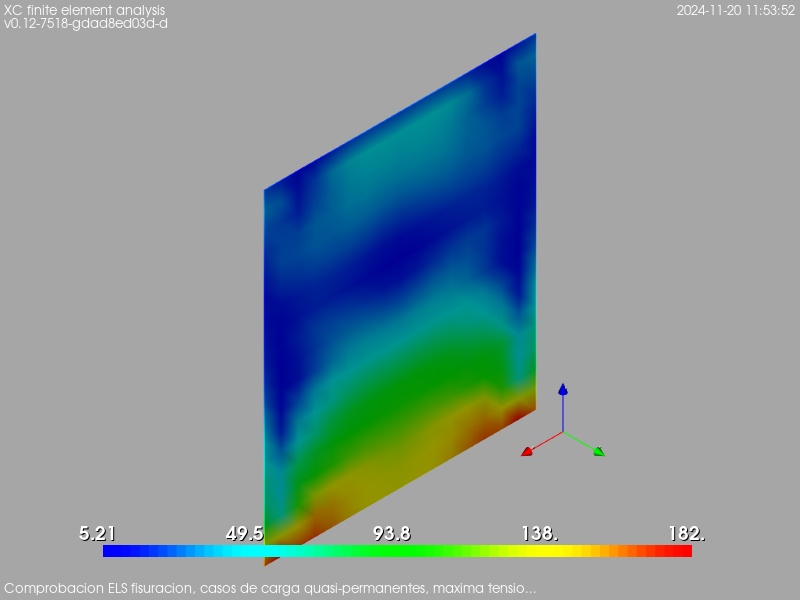 XC finite element analysis
v0.12-7518-gdad8ed03d-d
2024-11-20 11:53:52
5.21 49.5 93.8 138. 182.
Comprobacion ELS fisuracion, casos de carga quasi-permanentes, maxima tensio...